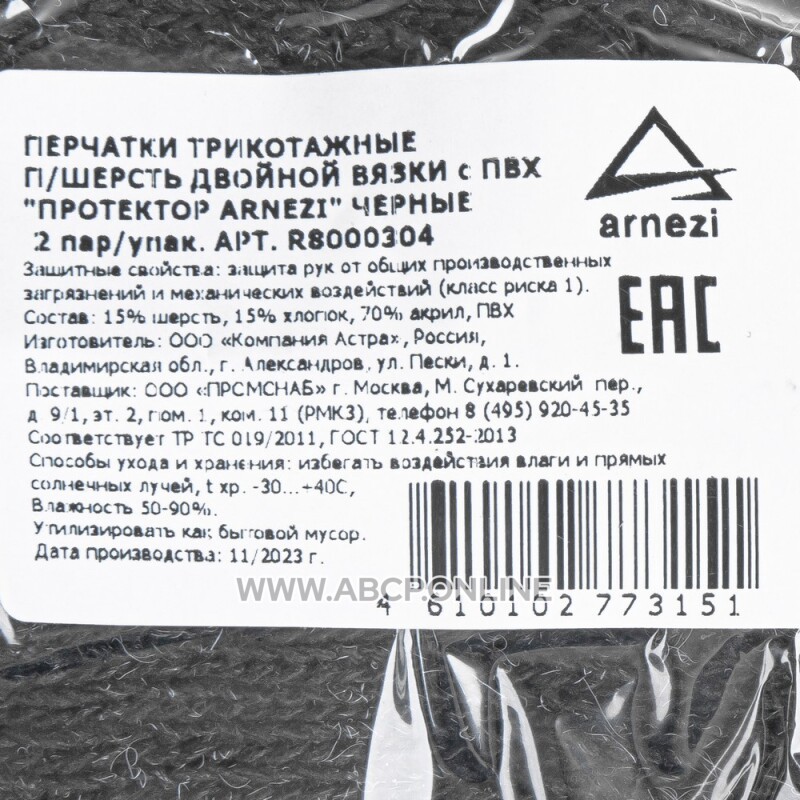 ПЕРЧАТКИ ТРИКОТАЖНЫЕ
П/ШЕРСТЬ ДВОЙНОЙ ВЯЗКИ с ПВХ
"ПРОТЕКТОР ARNEZI" ЧЕРНЫЕ
2 пар/упак. АРТ. R8000304
arnezi
Защитные свойства: защита рук от общих производственных
загрязнений и механических воздействий (класс риска 1).
Состав: 15% шерсть, 15% хлопок, 70% акрил, ПВХ
EAC
Изготовитель: ООО «Компания Астра», Россия,
Владимирская обл., г. Александров, ул. Пески, д. 1.
Поставщик: ООО «ПРОМСНАБ» г. Москва, М. Сухаревский пер.,
д. 9/1, эт. 2, пом. 1, ком. 11 (РМК3), телефон 8 (495) 920-45-35
Соответствует ТР ТС 019/2011, ГОСТ 12.4.252-2013
Способы ухода и хранения: избегать воздействия влаги и прямых
солнечных лучей, t хр. -30...+40С,
Влажность 50-90%.
Утилизировать как бытовой мусор.
Дата производства: 11/2023 г.
WWW.ABCP.ONLINE
4 610102 773151